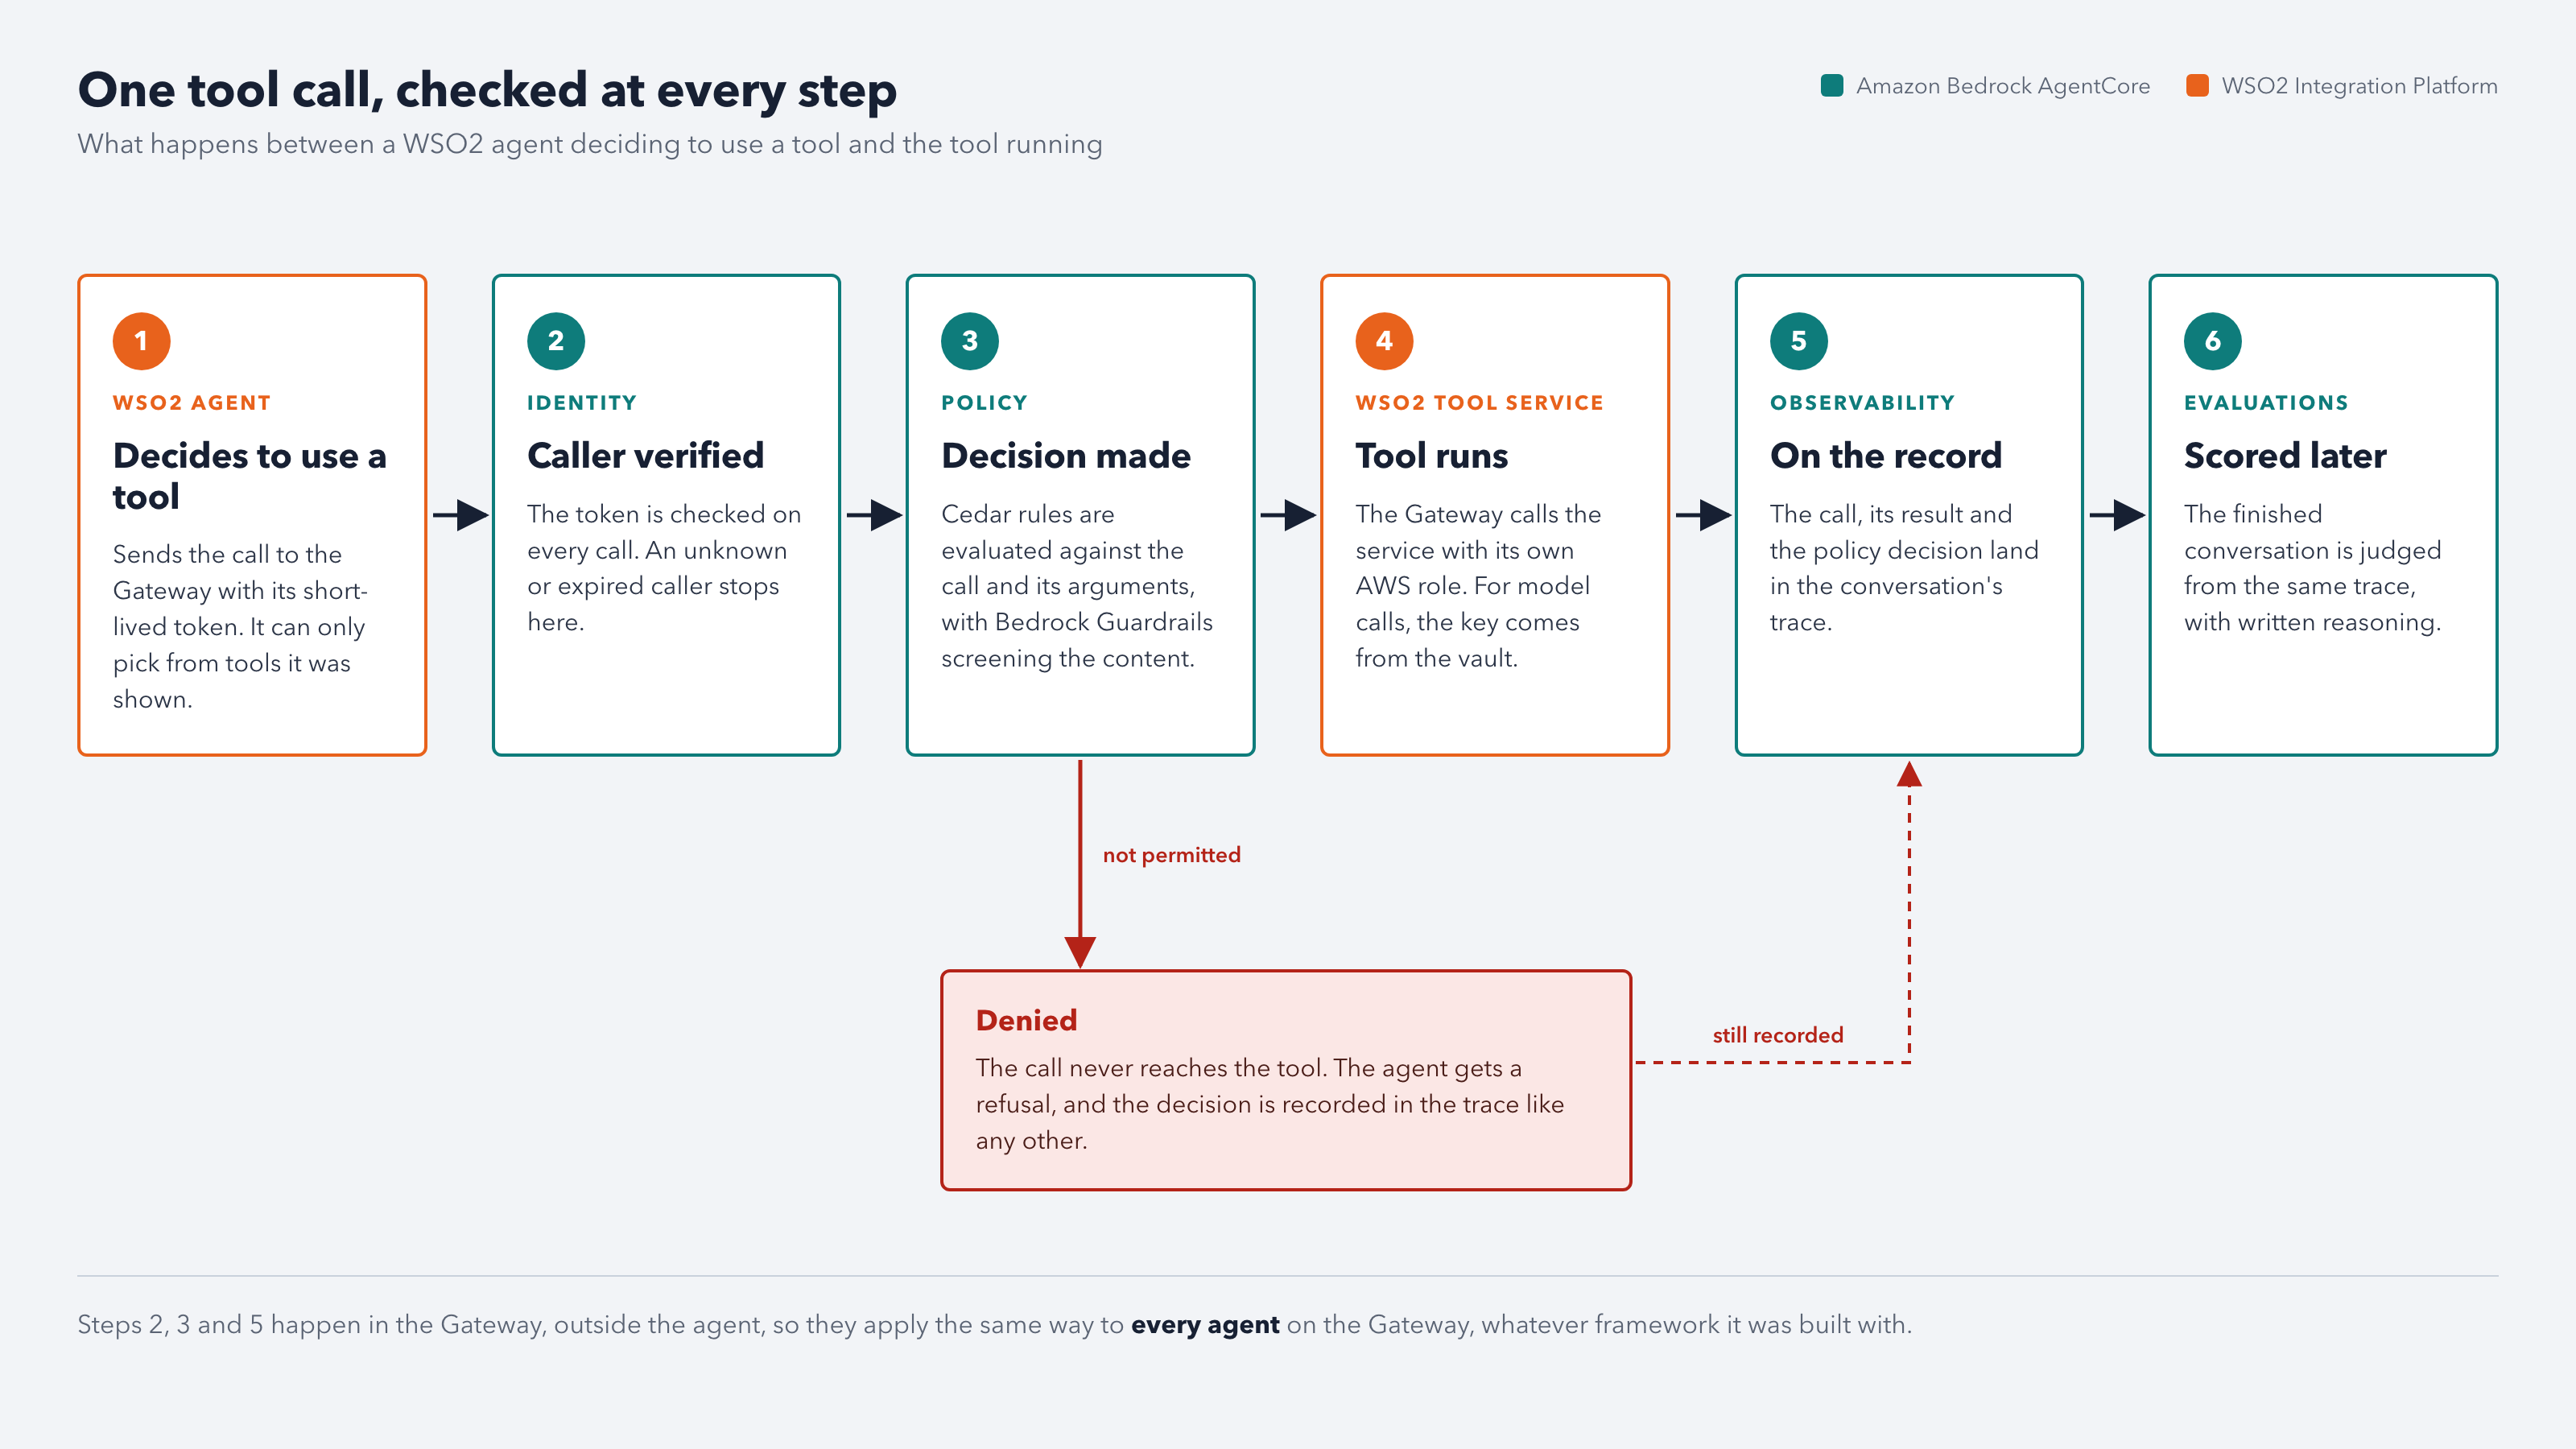 One tool call, checked at every step
What happens between a WSO2 agent deciding to use a tool and the tool running
Amazon Bedrock AgentCore
WSO2 Integration Platform
1
WSO2 AGENT
Decides to use a
tool
Sends the call to the
Gateway with its short-
lived token. It can only
pick from tools it was
shown.
2
IDENTITY
Caller verified
The token is checked on
every call. An unknown
or expired caller stops
here.
3
POLICY
Decision made
Cedar rules are
evaluated against the
call and its arguments,
with Bedrock Guardrails
screening the content.
4
WSO2 TOOL SERVICE
Tool runs
The Gateway calls the
service with its own
AWS role. For model
calls, the key comes
from the vault.
5
OBSERVABILITY
On the record
The call, its result and
the policy decision land
in the conversation's
trace.
6
EVALUATIONS
Scored later
The finished
conversation is judged
from the same trace,
with written reasoning.
not permitted
Denied
The call never reaches the tool. The agent gets a
refusal, and the decision is recorded in the trace like
any other.
still recorded
Steps 2, 3 and 5 happen in the Gateway, outside the agent, so they apply the same way to every agent on the Gateway, whatever framework it was built with.